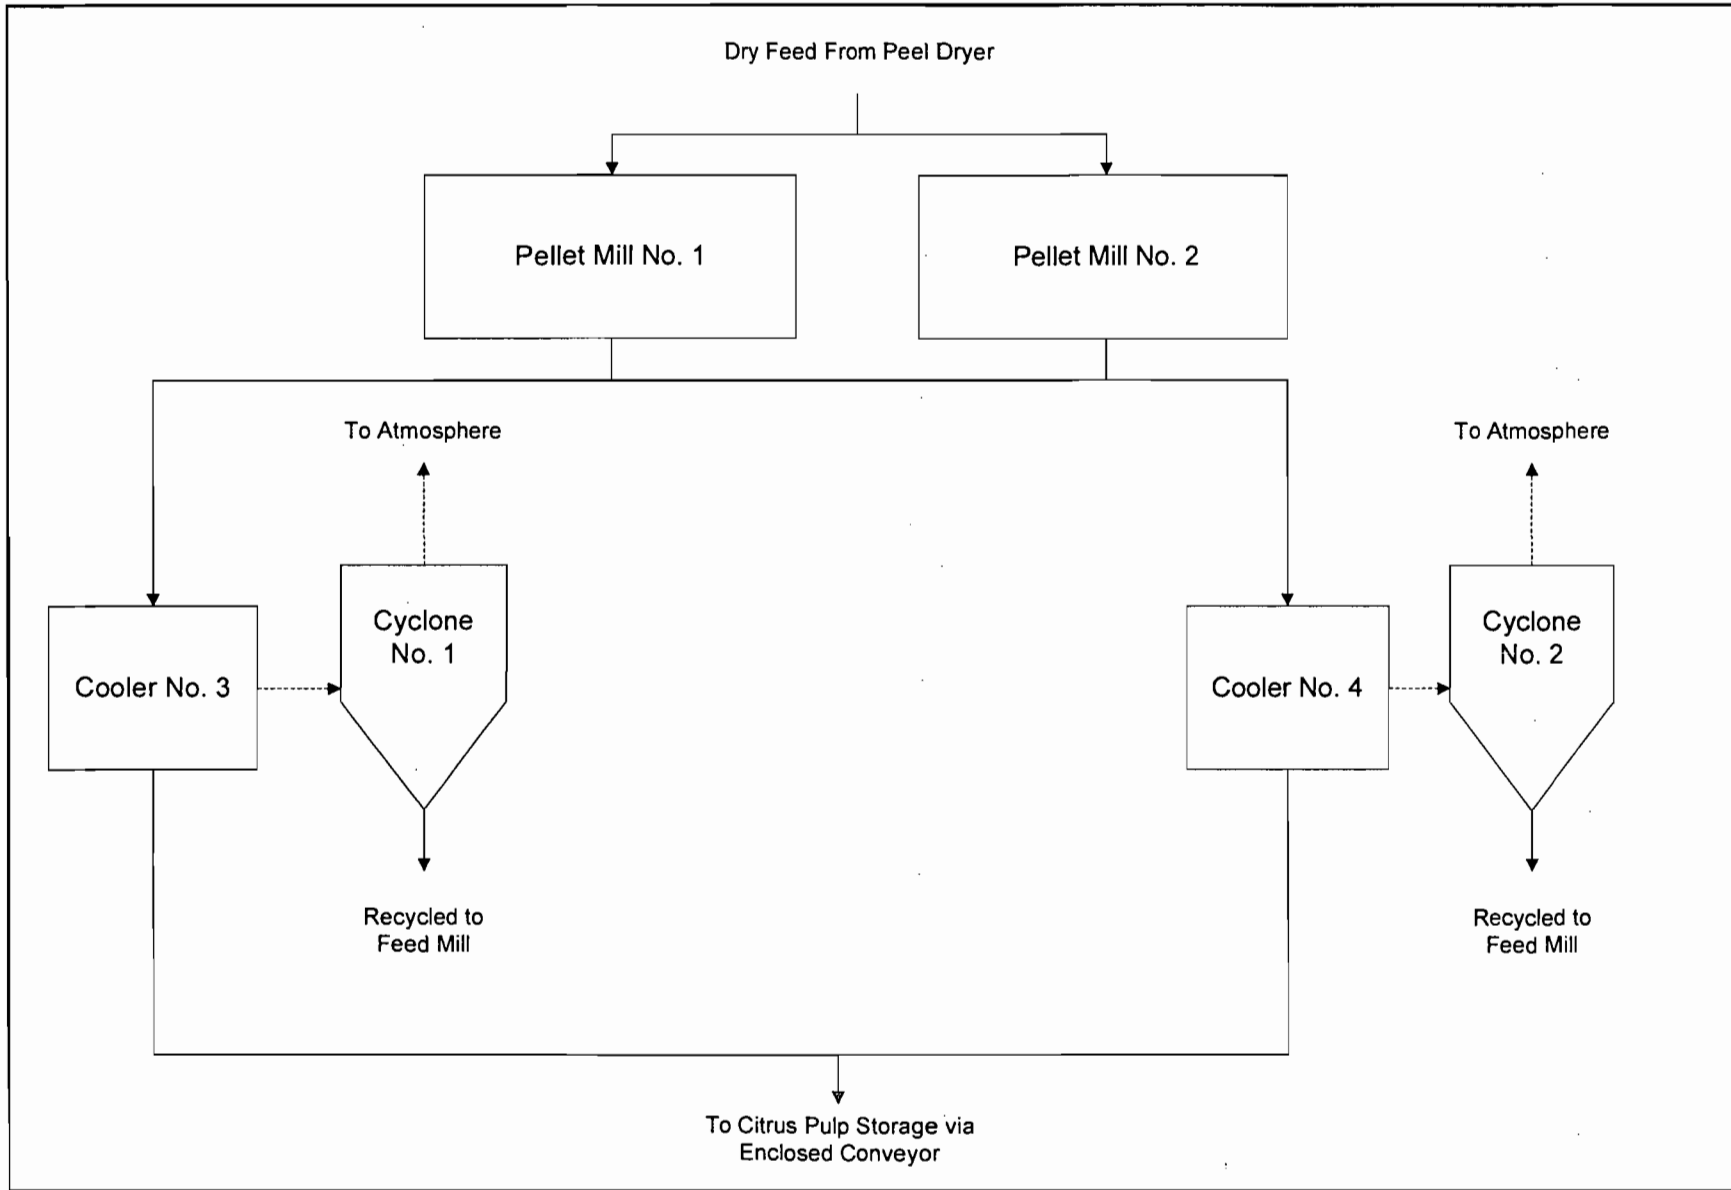 Dry Feed From Peel Dryer
Pellet Mill No. 1
Pellet Mill No. 2
To Atmosphere
To Atmosphere
Cyclone
No. 1
Cyclone
No. 2
Cooler No. 3
Cooler No. 4
Recycled to
Feed Mill
Recycled to
Feed Mill
To Citrus Pulp Storage via
Enclosed Conveyor